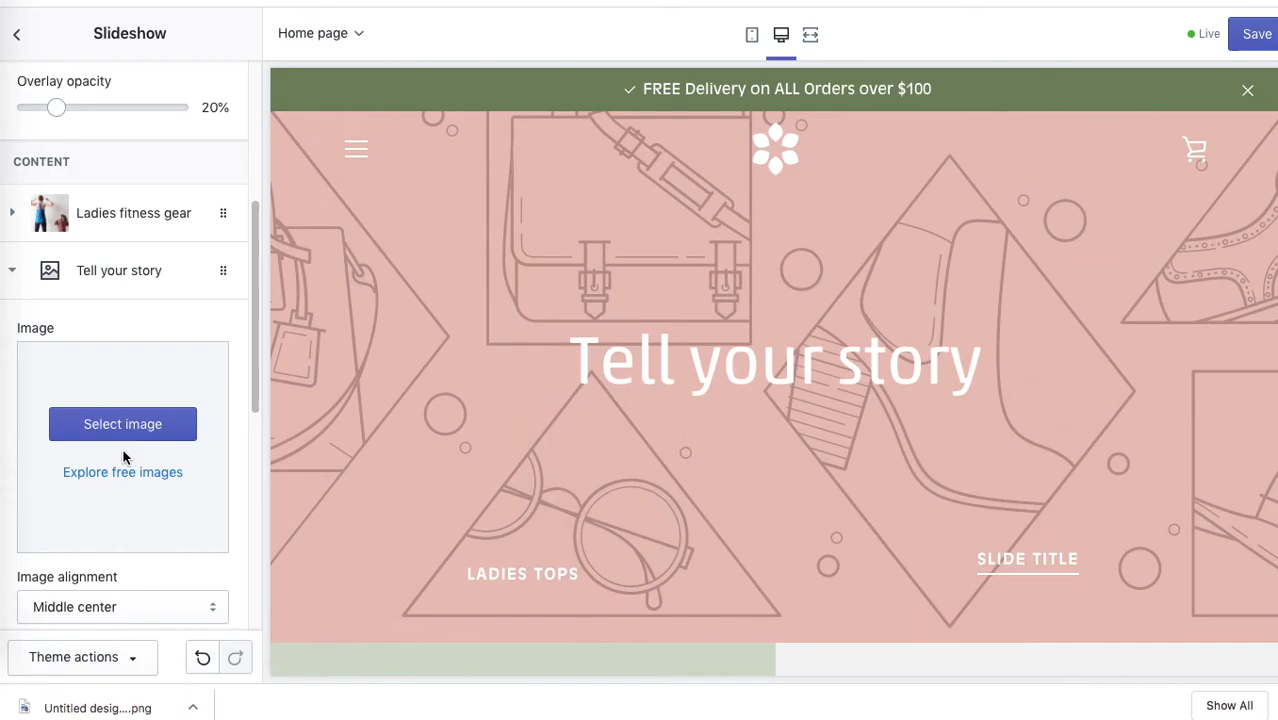 Slideshow
Home page
Live
Save
Overlay opacity
20%
FREE Delivery on ALL Orders over $100
CONTENT
Ladies fitness gear
Tell your story
Image
Select image
Explore free images
Image alignment
Middle center
Tell your story
LADIES TOPS
SLIDE TITLE
Theme actions
Untitled desig....png
Show All